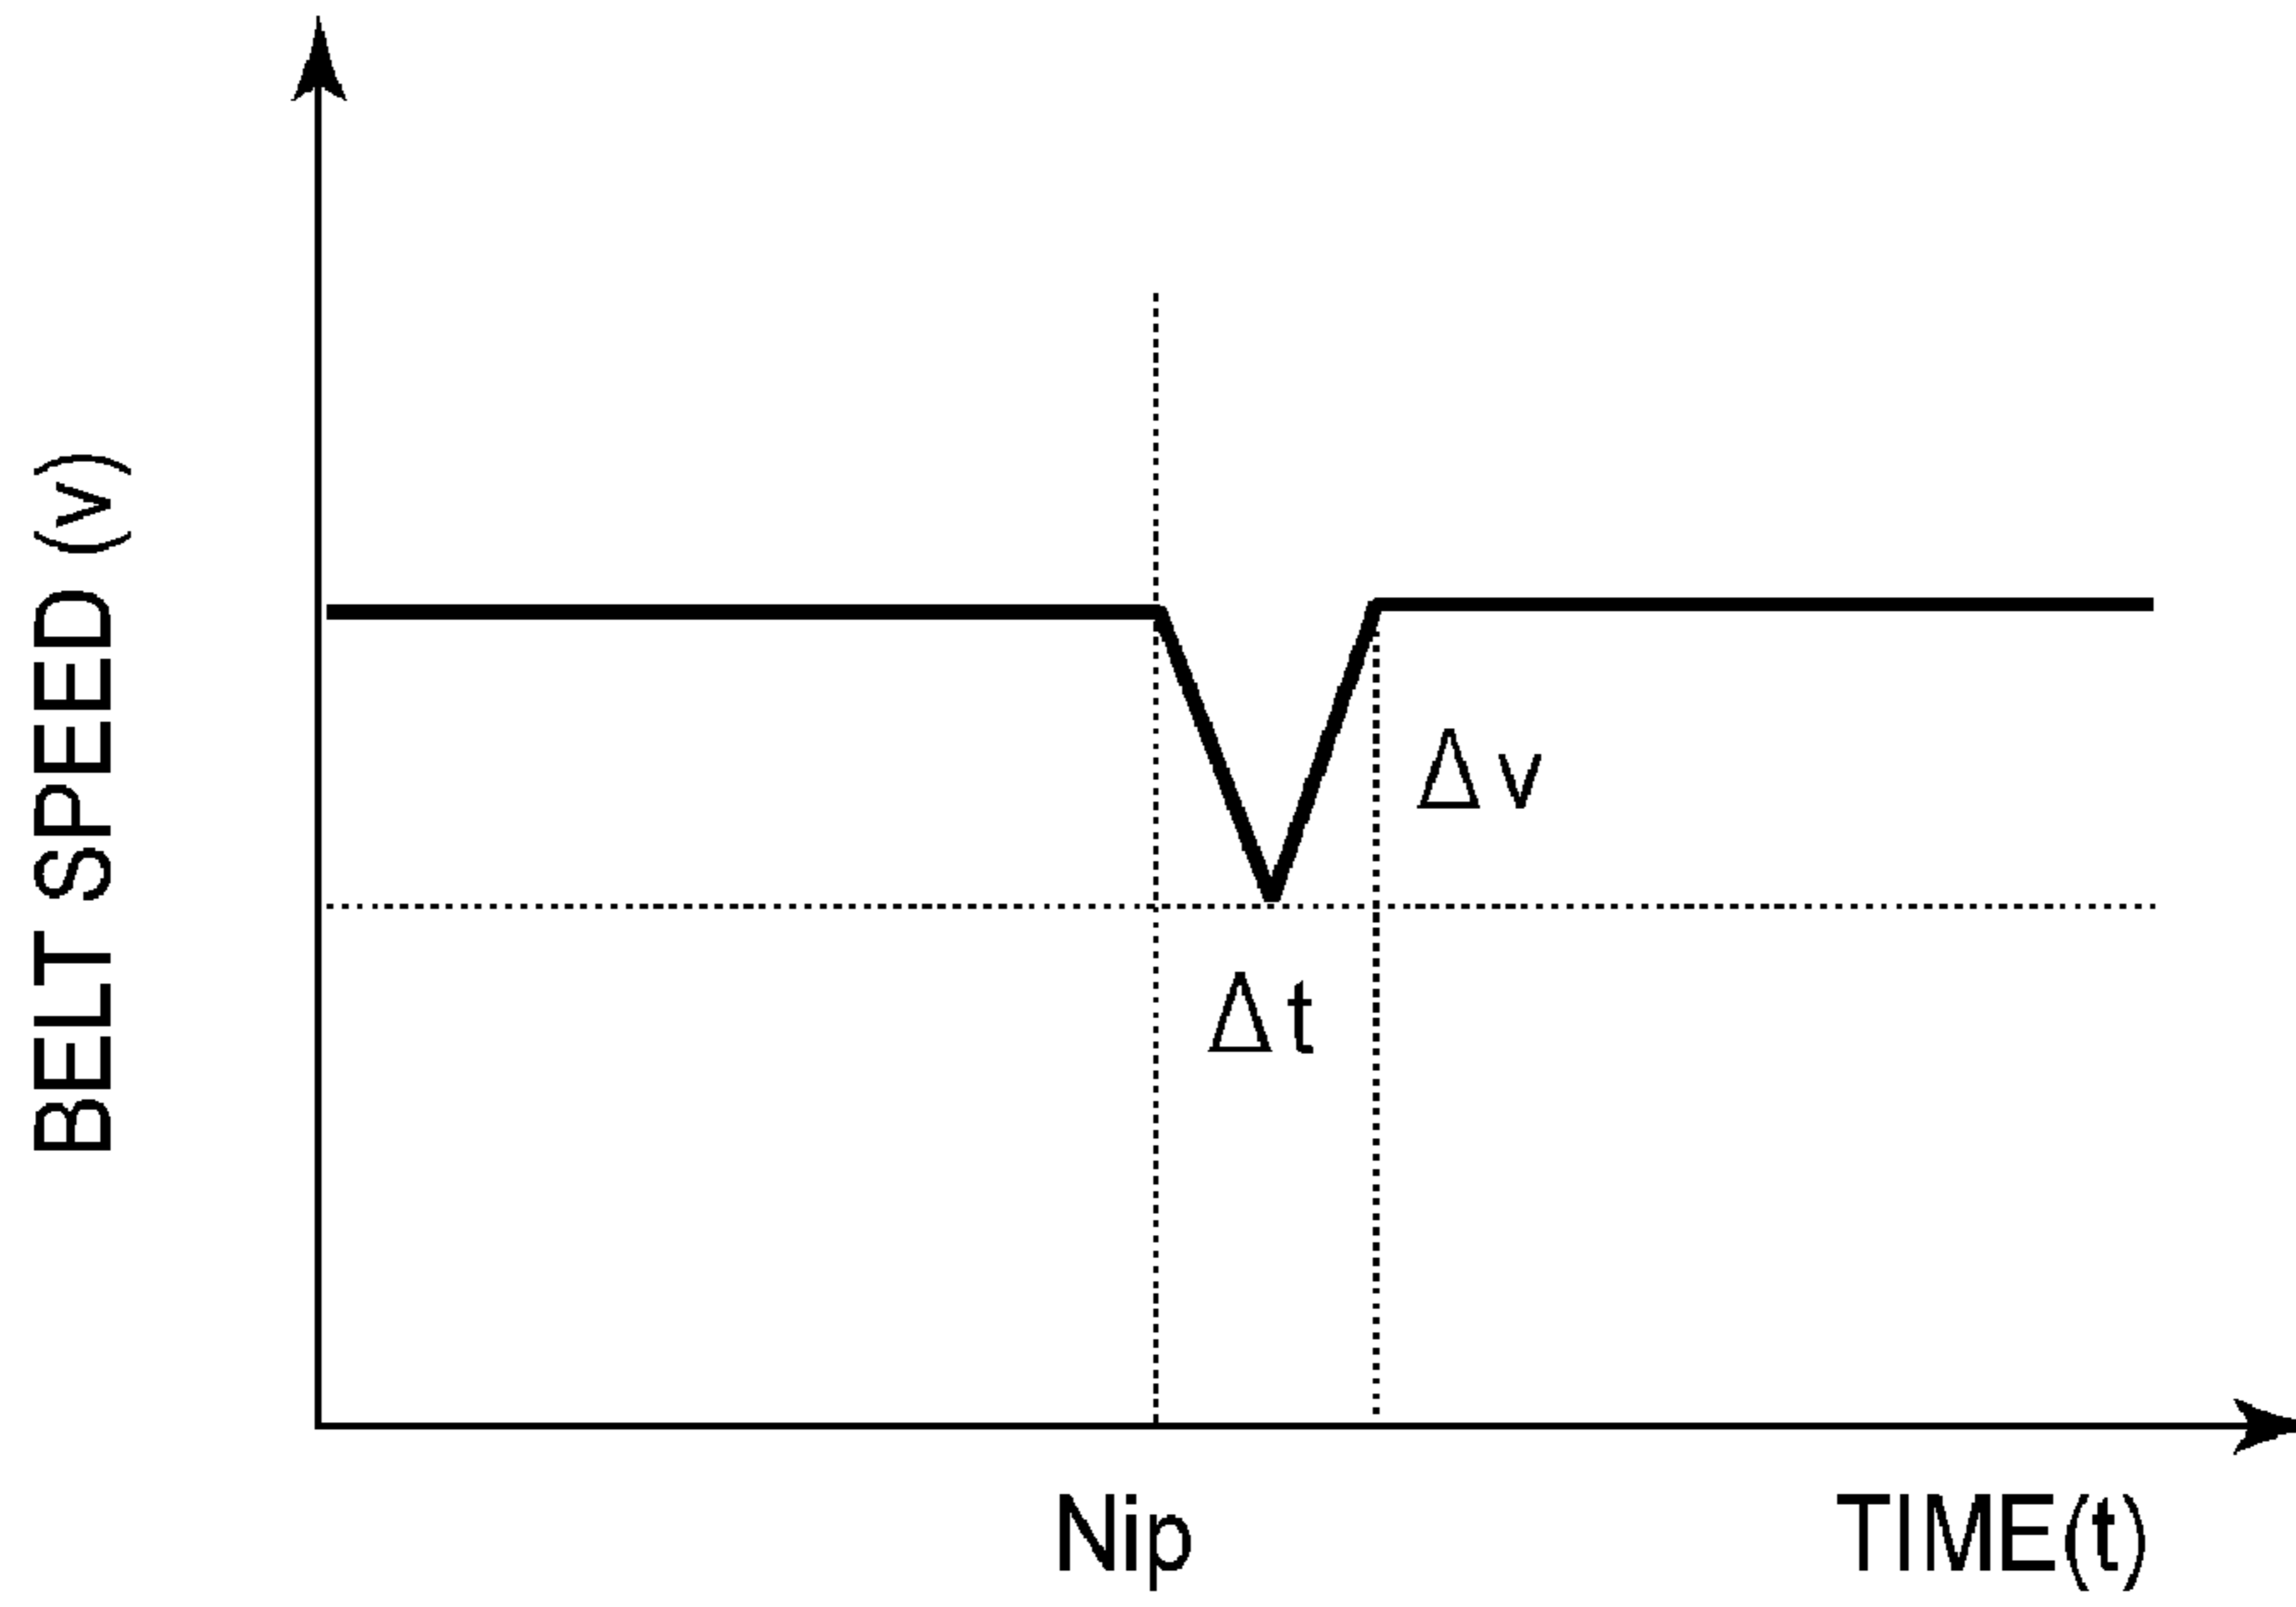 BELT SPEED (v)
Δv
Δt
Nip
TIME(t)